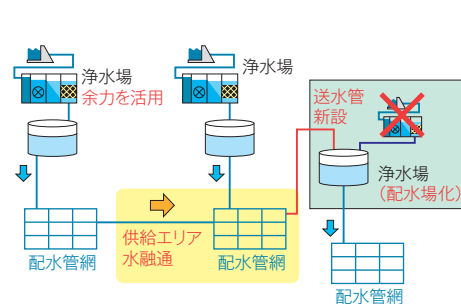 浄水場
余力を活用
浄水場
送水管
新設
浄水場
（配水場化）
供給エリア
水融通
配水管網
配水管網
配水管網